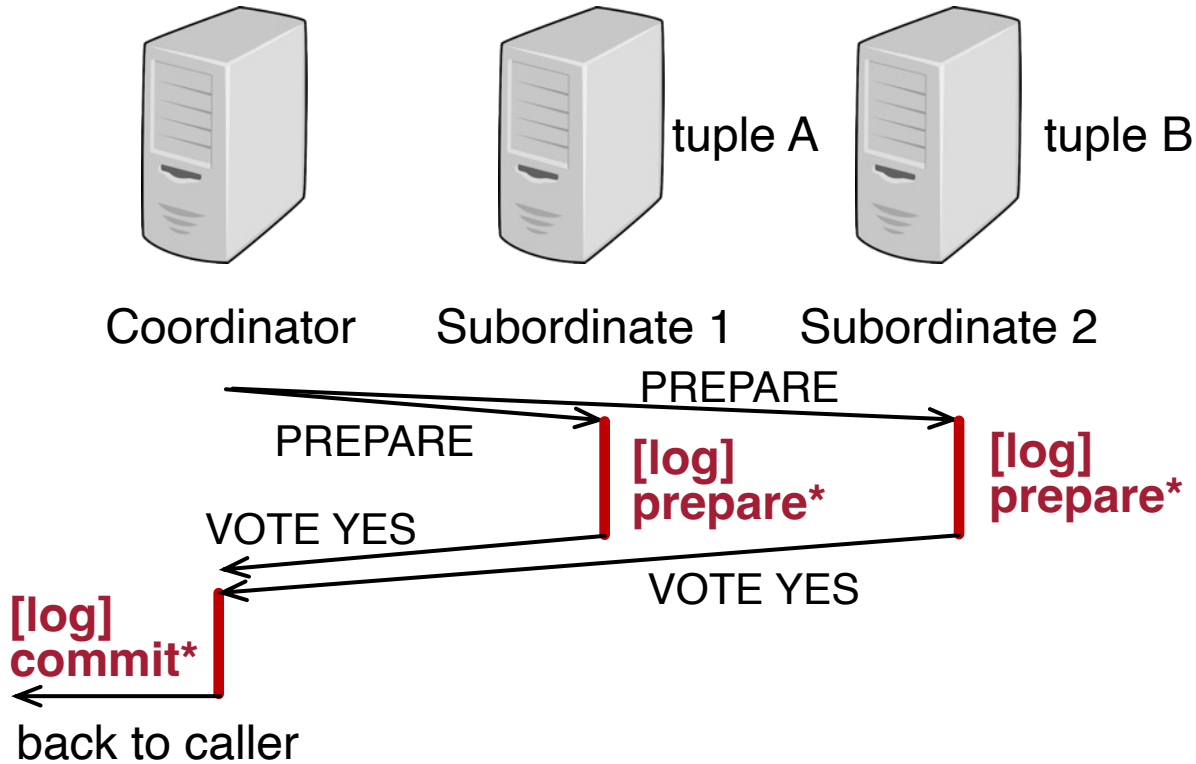 tuple A
tuple B
Coordinator
Subordinate 1
Subordinate 2
PREPARE
PREPARE
[log]
prepare*
[log]
prepare*
VOTE YES
VOTE YES
[log]
commit*
back to caller